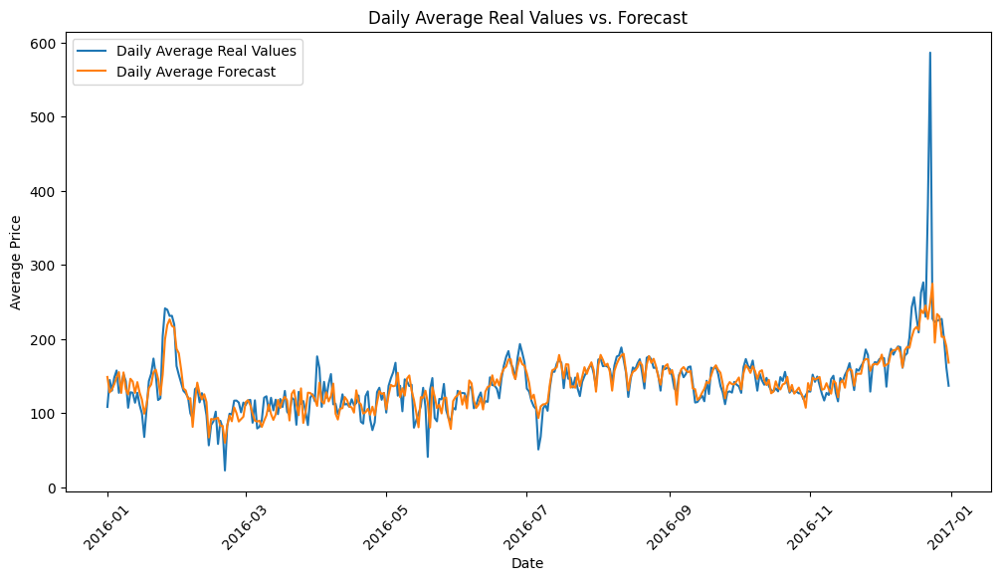 Daily Average Real Values vs. Forecast
Daily Average Real Values
Daily Average Forecast
600
500
400
300
200
100
0
Average Price
2016-01
2016-03
2016-05
2016-07
2016-09
2016-11
2017-01
Date